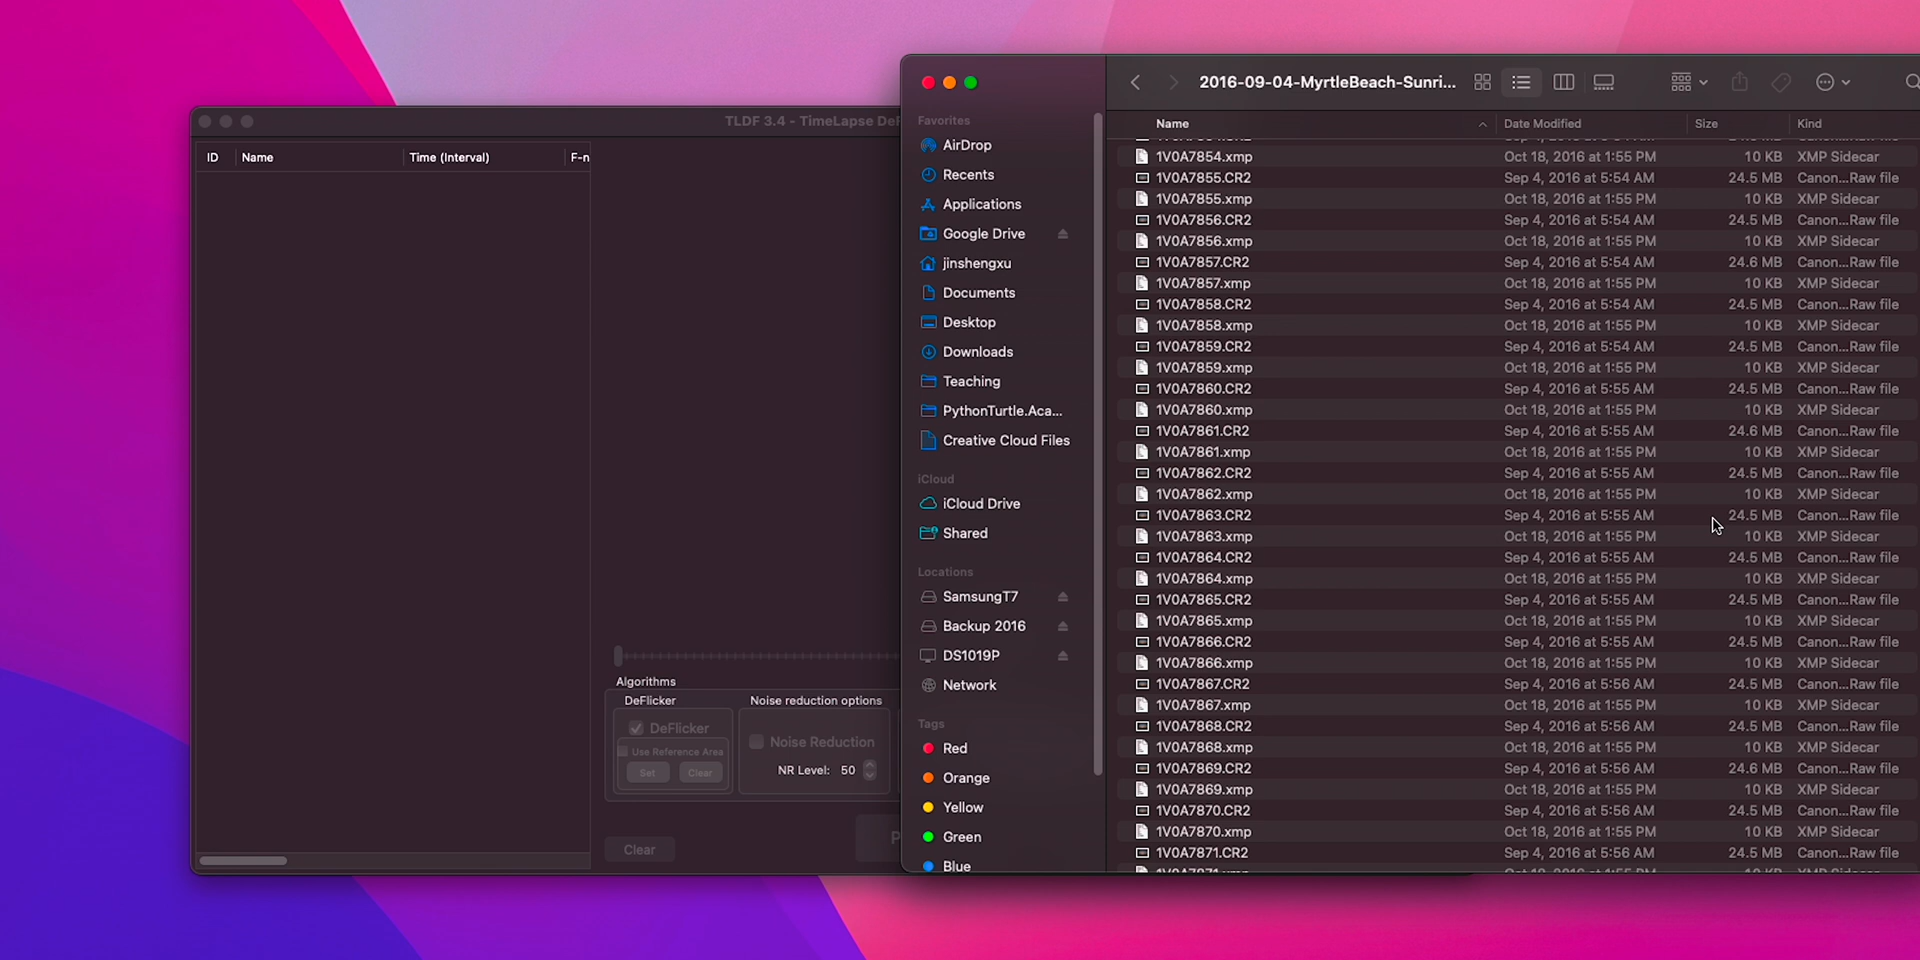 TLDF 3.4 - TimeLapse DeF
ID Name Time (Interval) F-n
Algorithms
DeFlicker Noise reduction options
DeFlicker
Use Reference Area
Set Clear
Noise Reduction
NR Level: 50
Clear P
Favorites
AirDrop
Recents
Applications
Google Drive
jinshengxu
Documents
Desktop
Downloads
Teaching
PythonTurtle.Aca...
Creative Cloud Files
iCloud
iCloud Drive
Shared
Locations
SamsungT7
Backup 2016
DS1019P
Network
Tags
Red
Orange
Yellow
Green
Blue
2016-09-04-MyrtleBeach-Sunri...
Name Date Modified Size Kind
1V0A7854.xmp Oct 18, 2016 at 1:55 PM 10 KB XMP Sidecar
1V0A7855.CR2 Sep 4, 2016 at 5:54 AM 24.5 MB Canon...Raw file
1V0A7855.xmp Oct 18, 2016 at 1:55 PM 10 KB XMP Sidecar
1V0A7856.CR2 Sep 4, 2016 at 5:54 AM 24.5 MB Canon...Raw file
1V0A7856.xmp Oct 18, 2016 at 1:55 PM 10 KB XMP Sidecar
1V0A7857.CR2 Sep 4, 2016 at 5:54 AM 24.6 MB Canon...Raw file
1V0A7857.xmp Oct 18, 2016 at 1:55 PM 10 KB XMP Sidecar
1V0A7858.CR2 Sep 4, 2016 at 5:54 AM 24.5 MB Canon...Raw file
1V0A7858.xmp Oct 18, 2016 at 1:55 PM 10 KB XMP Sidecar
1V0A7859.CR2 Sep 4, 2016 at 5:54 AM 24.5 MB Canon...Raw file
1V0A7859.xmp Oct 18, 2016 at 1:55 PM 10 KB XMP Sidecar
1V0A7860.CR2 Sep 4, 2016 at 5:55 AM 24.5 MB Canon...Raw file
1V0A7860.xmp Oct 18, 2016 at 1:55 PM 10 KB XMP Sidecar
1V0A7861.CR2 Sep 4, 2016 at 5:55 AM 24.6 MB Canon...Raw file
1V0A7861.xmp Oct 18, 2016 at 1:55 PM 10 KB XMP Sidecar
1V0A7862.CR2 Sep 4, 2016 at 5:55 AM 24.5 MB Canon...Raw file
1V0A7862.xmp Oct 18, 2016 at 1:55 PM 10 KB XMP Sidecar
1V0A7863.CR2 Sep 4, 2016 at 5:55 AM 24.5 MB Canon...Raw file
1V0A7863.xmp Oct 18, 2016 at 1:55 PM 10 KB XMP Sidecar
1V0A7864.CR2 Sep 4, 2016 at 5:55 AM 24.5 MB Canon...Raw file
1V0A7864.xmp Oct 18, 2016 at 1:55 PM 10 KB XMP Sidecar
1V0A7865.CR2 Sep 4, 2016 at 5:55 AM 24.5 MB Canon...Raw file
1V0A7865.xmp Oct 18, 2016 at 1:55 PM 10 KB XMP Sidecar
1V0A7866.CR2 Sep 4, 2016 at 5:55 AM 24.5 MB Canon...Raw file
1V0A7866.xmp Oct 18, 2016 at 1:55 PM 10 KB XMP Sidecar
1V0A7867.CR2 Sep 4, 2016 at 5:56 AM 24.5 MB Canon...Raw file
1V0A7867.xmp Oct 18, 2016 at 1:55 PM 10 KB XMP Sidecar
1V0A7868.CR2 Sep 4, 2016 at 5:56 AM 24.5 MB Canon...Raw file
1V0A7868.xmp Oct 18, 2016 at 1:55 PM 10 KB XMP Sidecar
1V0A7869.CR2 Sep 4, 2016 at 5:56 AM 24.6 MB Canon...Raw file
1V0A7869.xmp Oct 18, 2016 at 1:55 PM 10 KB XMP Sidecar
1V0A7870.CR2 Sep 4, 2016 at 5:56 AM 24.5 MB Canon...Raw file
1V0A7870.xmp Oct 18, 2016 at 1:55 PM 10 KB XMP Sidecar
1V0A7871.CR2 Sep 4, 2016 at 5:56 AM 24.5 MB Canon...Raw file